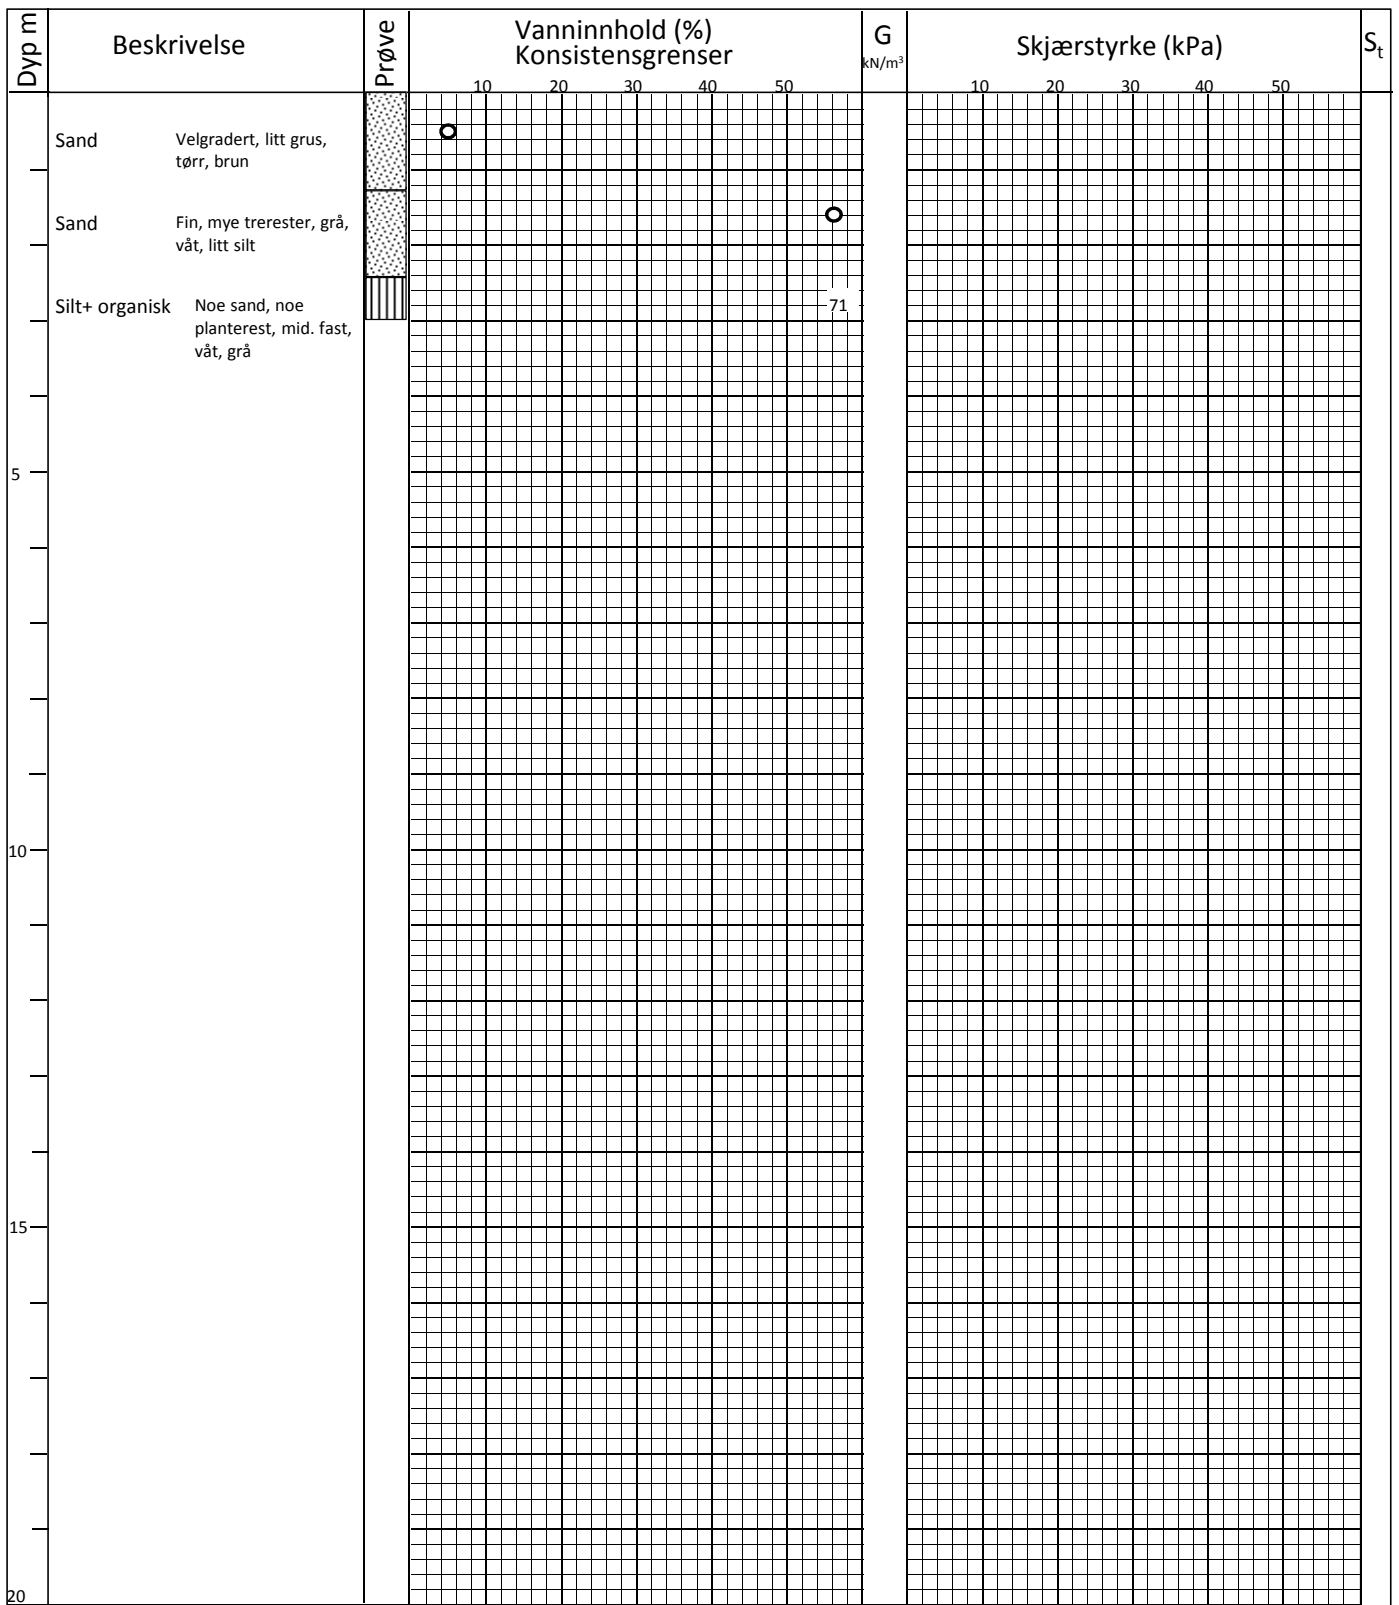 Dyp m
Beskrivelse
Prøve
Vanninnhold (%)
Konsistensgrenser
G
kN/m³
Skjærstyrke (kPa)
Sₜ
10 20 30 40 50
10 20 30 40 50
Sand
Velgradert, litt grus,
tørr, brun
Sand
Fin, mye trerester, grå,
våt, litt silt
Silt+ organisk
Noe sand, noe
planterest, mid. fast,
våt, grå
71
5
10
15
20